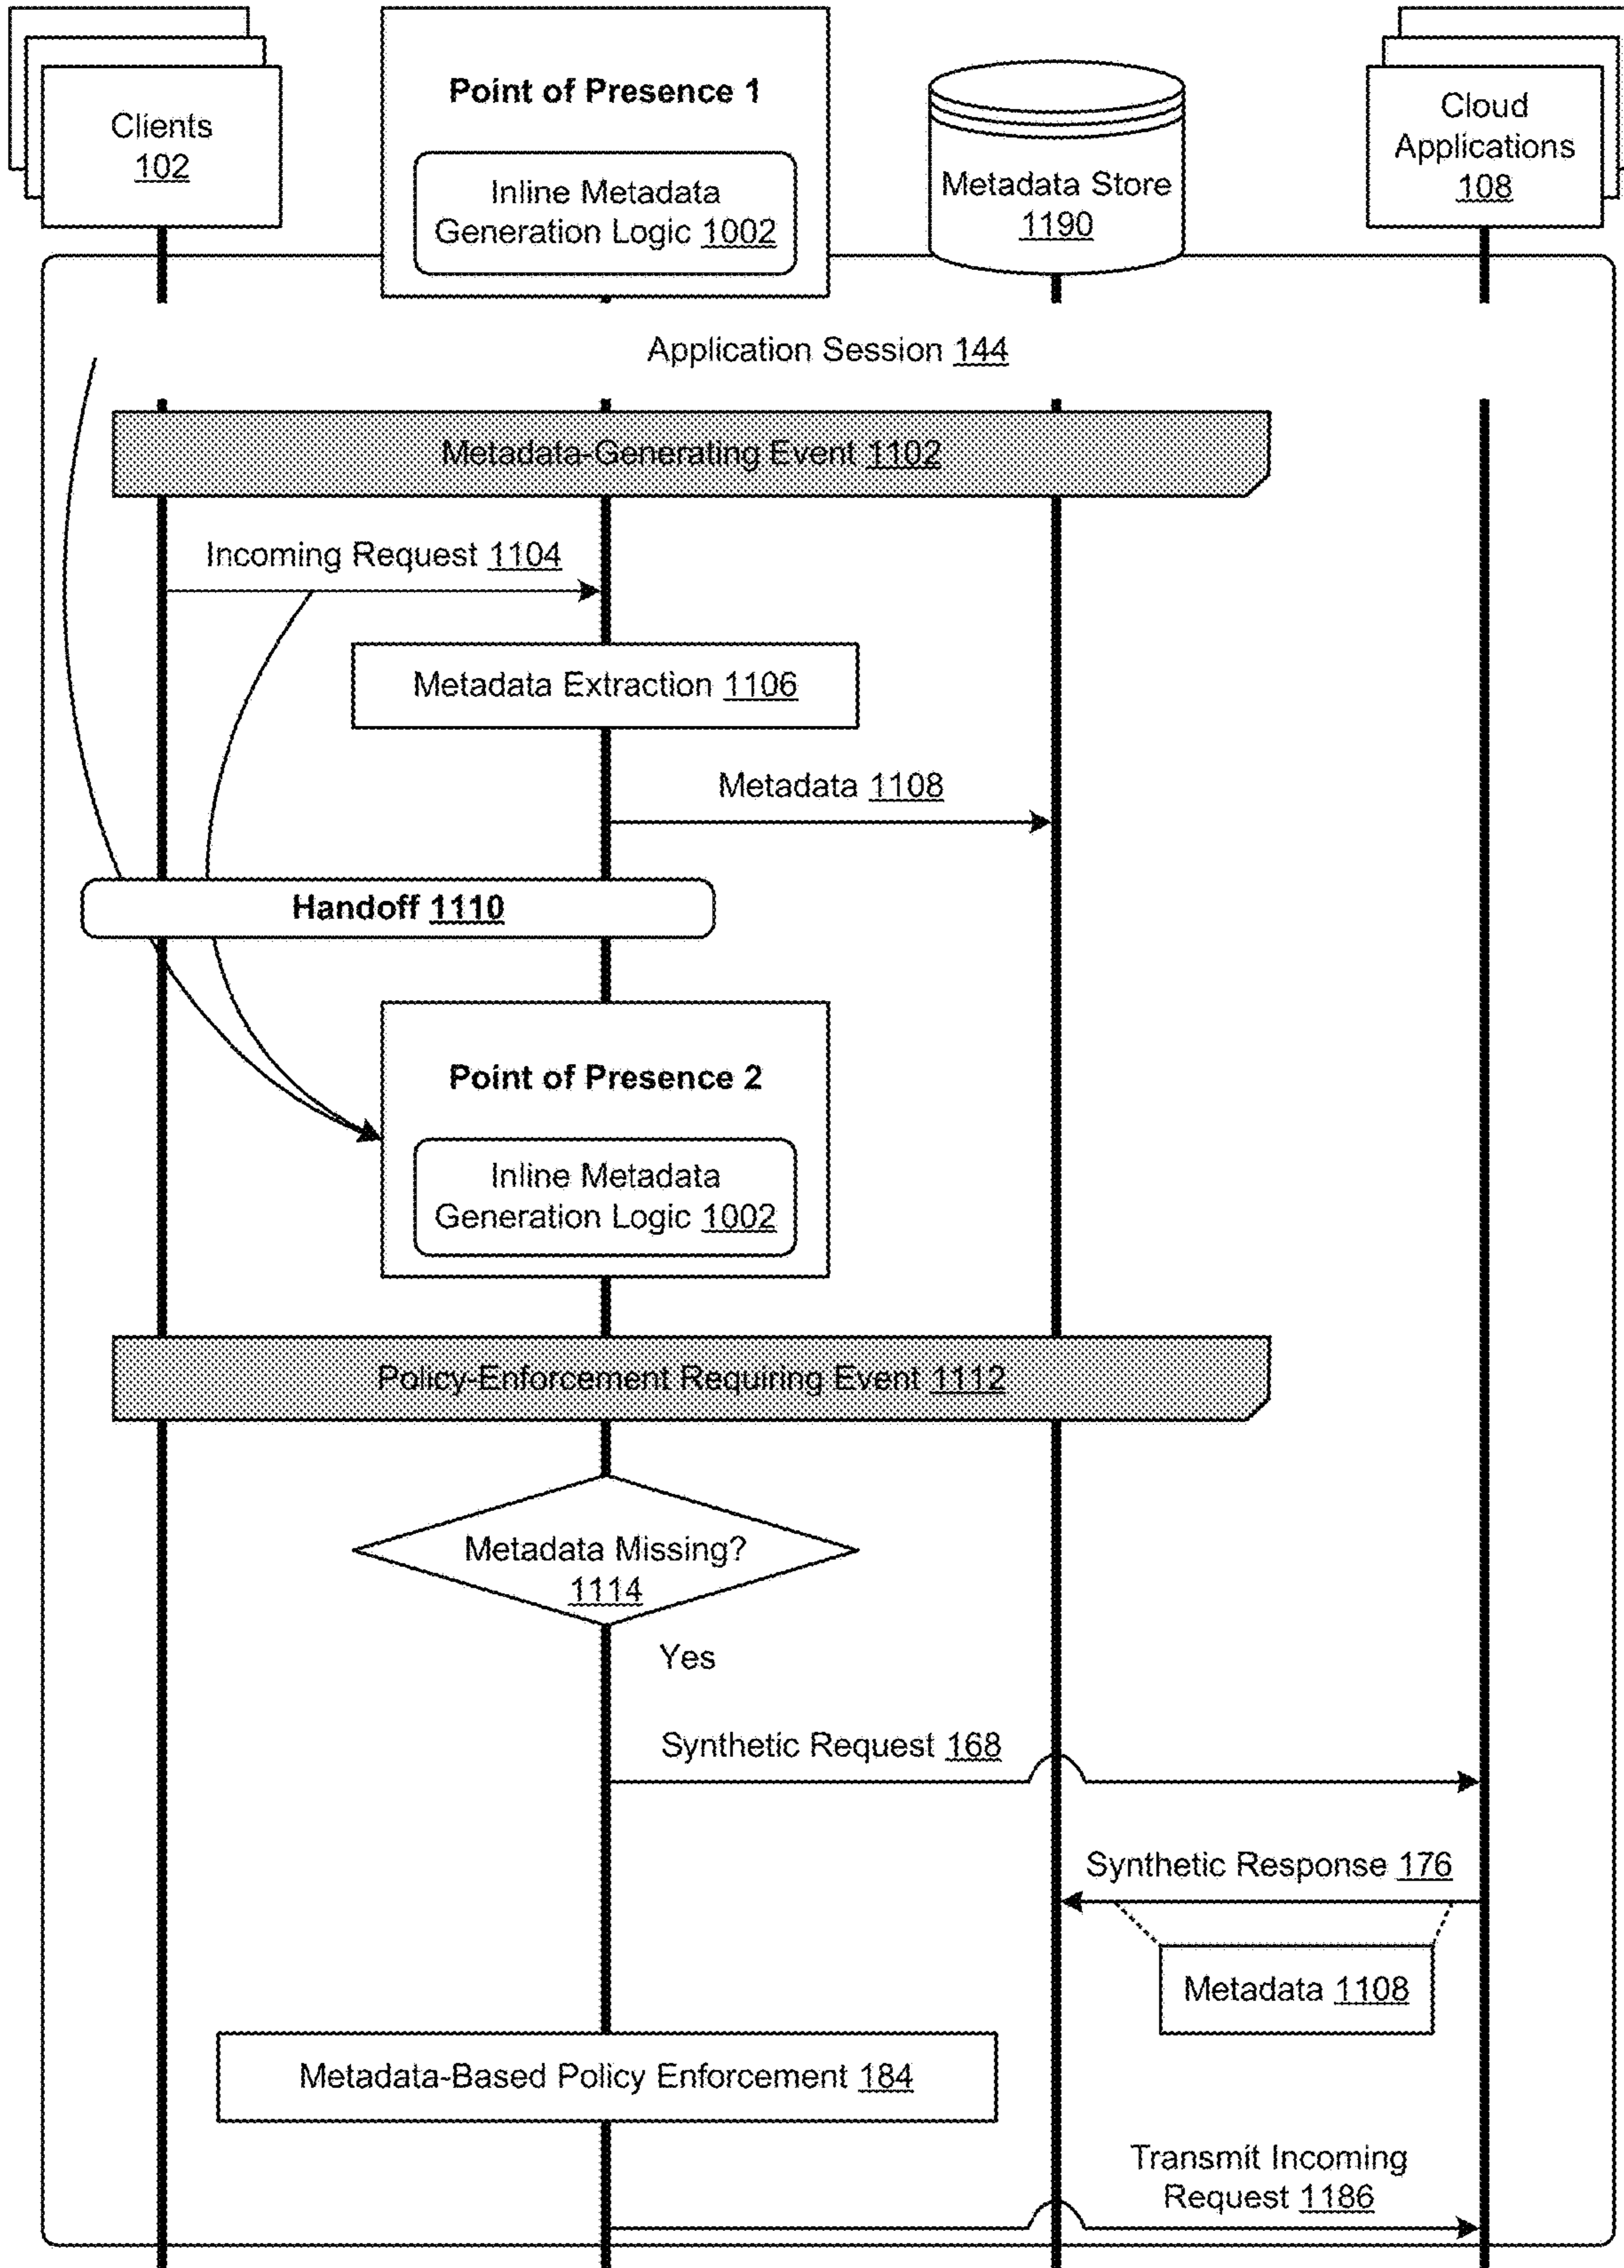 Clients
102
Point of Presence 1
Inline Metadata
Generation Logic 1002
Metadata Store
1190
Cloud
Applications
108
Application Session 144
Metadata-Generating Event 1102
Incoming Request 1104
Metadata Extraction 1106
Metadata 1108
Handoff 1110
Point of Presence 2
Inline Metadata
Generation Logic 1002
Policy-Enforcement Requiring Event 1112
Metadata Missing?
1114
Yes
Synthetic Request 168
Synthetic Response 176
Metadata 1108
Metadata-Based Policy Enforcement 184
Transmit Incoming
Request 1186